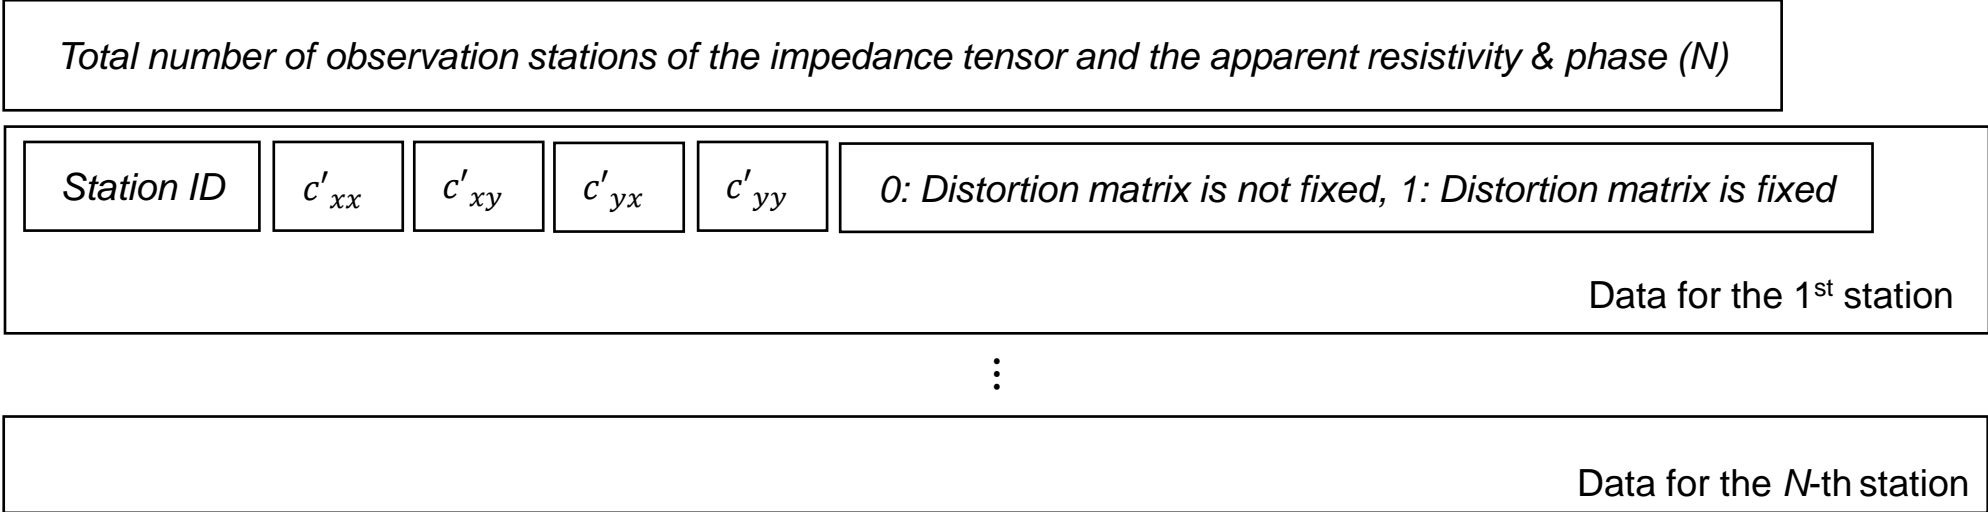 Total number of observation stations of the impedance tensor and the apparent resistivity & phase (N)
Station ID c′xx c′xy c′yx c′yy 0: Distortion matrix is not fixed, 1: Distortion matrix is fixed
Data for the 1st station
⋮
Data for the N-th station